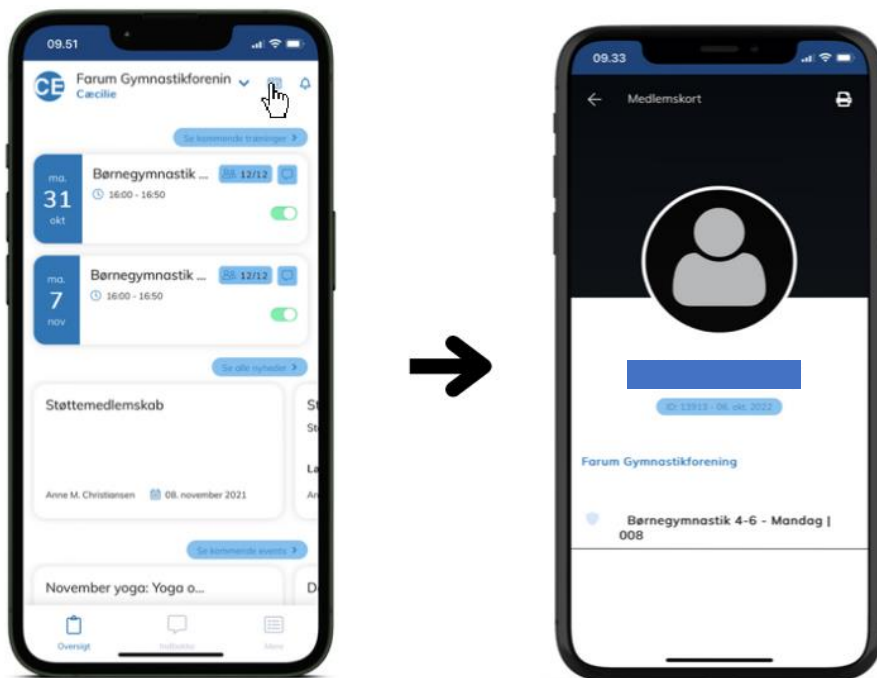 09.51
CE
Farum Gymnastikforenin
Cæcilie
Se kommende træninger >
ma.
31
okt
Børnegymnastik ...
12/12
16:00 - 16:50
ma.
7
nov
Børnegymnastik ...
12/12
16:00 - 16:50
Se alle nyheder >
Støttemedlemskab
St
Anne M. Christiansen
08. november 2021
An
Se kommende events >
November yoga: Yoga o...
Oversigt
Indbakke
Mere
09.33
Medlemskort
ID: 13913 - 06. okt. 2022
Farum Gymnastikforening
Børnegymnastik 4-6 - Mandag |
008